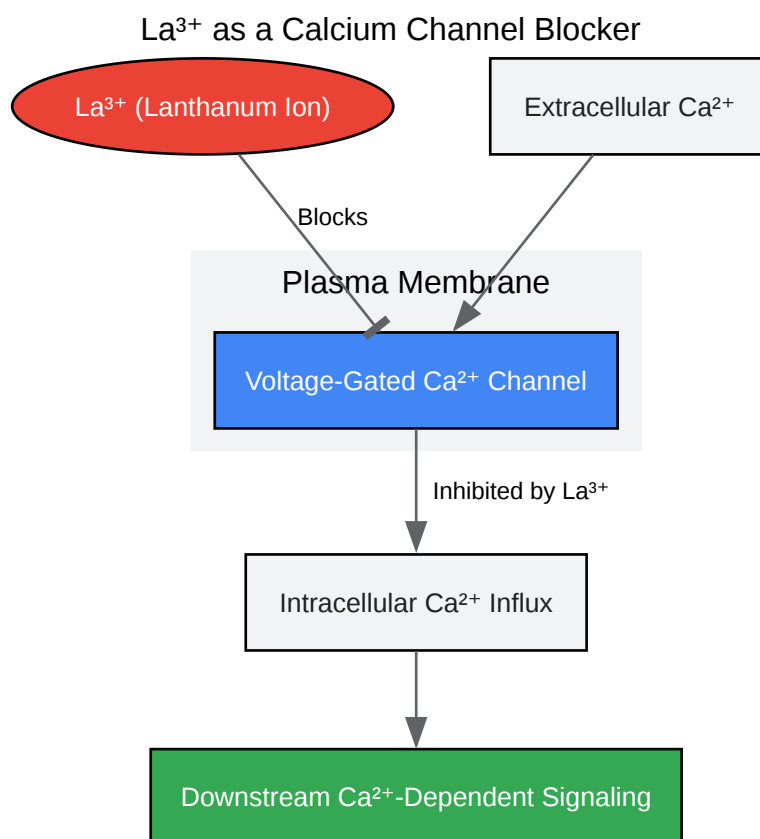 La³⁺ as a Calcium Channel Blocker
La³⁺ (Lanthanum Ion)
Extracellular Ca²⁺
Blocks
Plasma Membrane
Voltage-Gated Ca²⁺ Channel
Inhibited by La³⁺
Intracellular Ca²⁺ Influx
Downstream Ca²⁺-Dependent Signaling